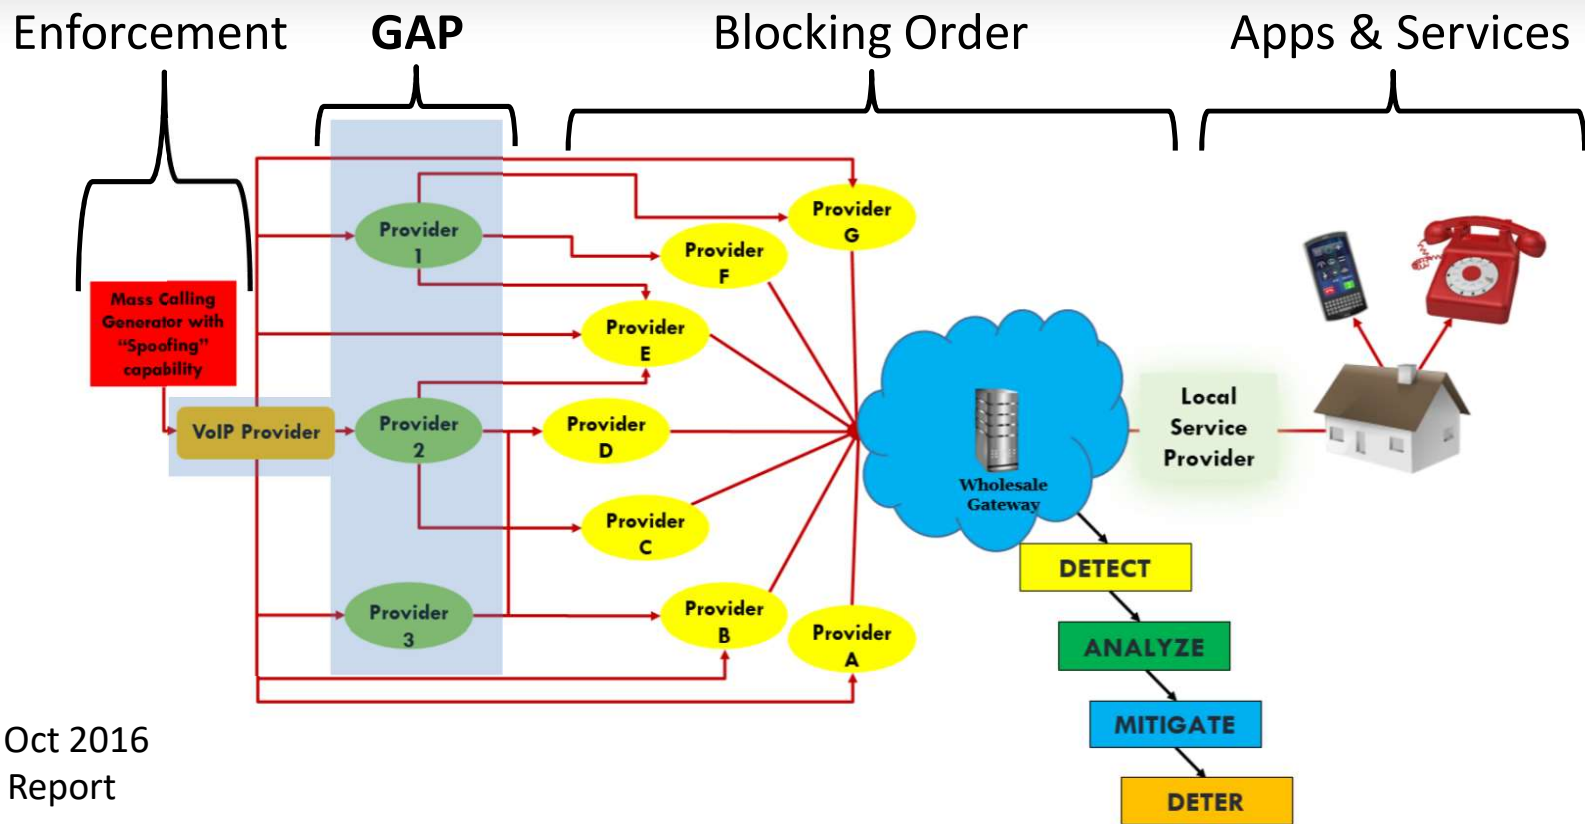 Enforcement
GAP
Blocking Order
Apps & Services
Provider
G
Provider
1
Provider
F
Mass Calling
Generator with
“Spoofing”
capability
Provider
E
VoIP Provider
Provider
2
Provider
D
Local
Service
Provider
Wholesale
Gateway
Provider
C
DETECT
Provider
3
Provider
B
Provider
A
ANALYZE
MITIGATE
DETER
Oct 2016
Report